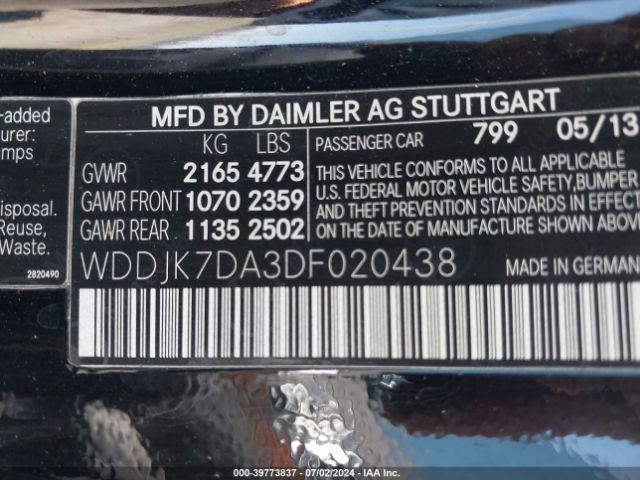 -added
urer:
mps
isposal.
Reuse,
Waste.
2820490
MFD BY DAIMLER AG STUTTGART
KG LBS
GVWR 2165 4773
GAWR FRONT 1070 2359
GAWR REAR 1135 2502
PASSENGER CAR 799 05/13
THIS VEHICLE CONFORMS TO ALL APPLICABLE
U.S. FEDERAL MOTOR VEHICLE SAFETY, BUMPER
AND THEFT PREVENTION STANDARDS IN EFFECT
ON THE DATE OF MANUFACTURE SHOWN ABOVE.
WDDJK7DA3DF020438
MADE IN GERMAN
000-39773837 - 07/02/2024 - IAA Inc.